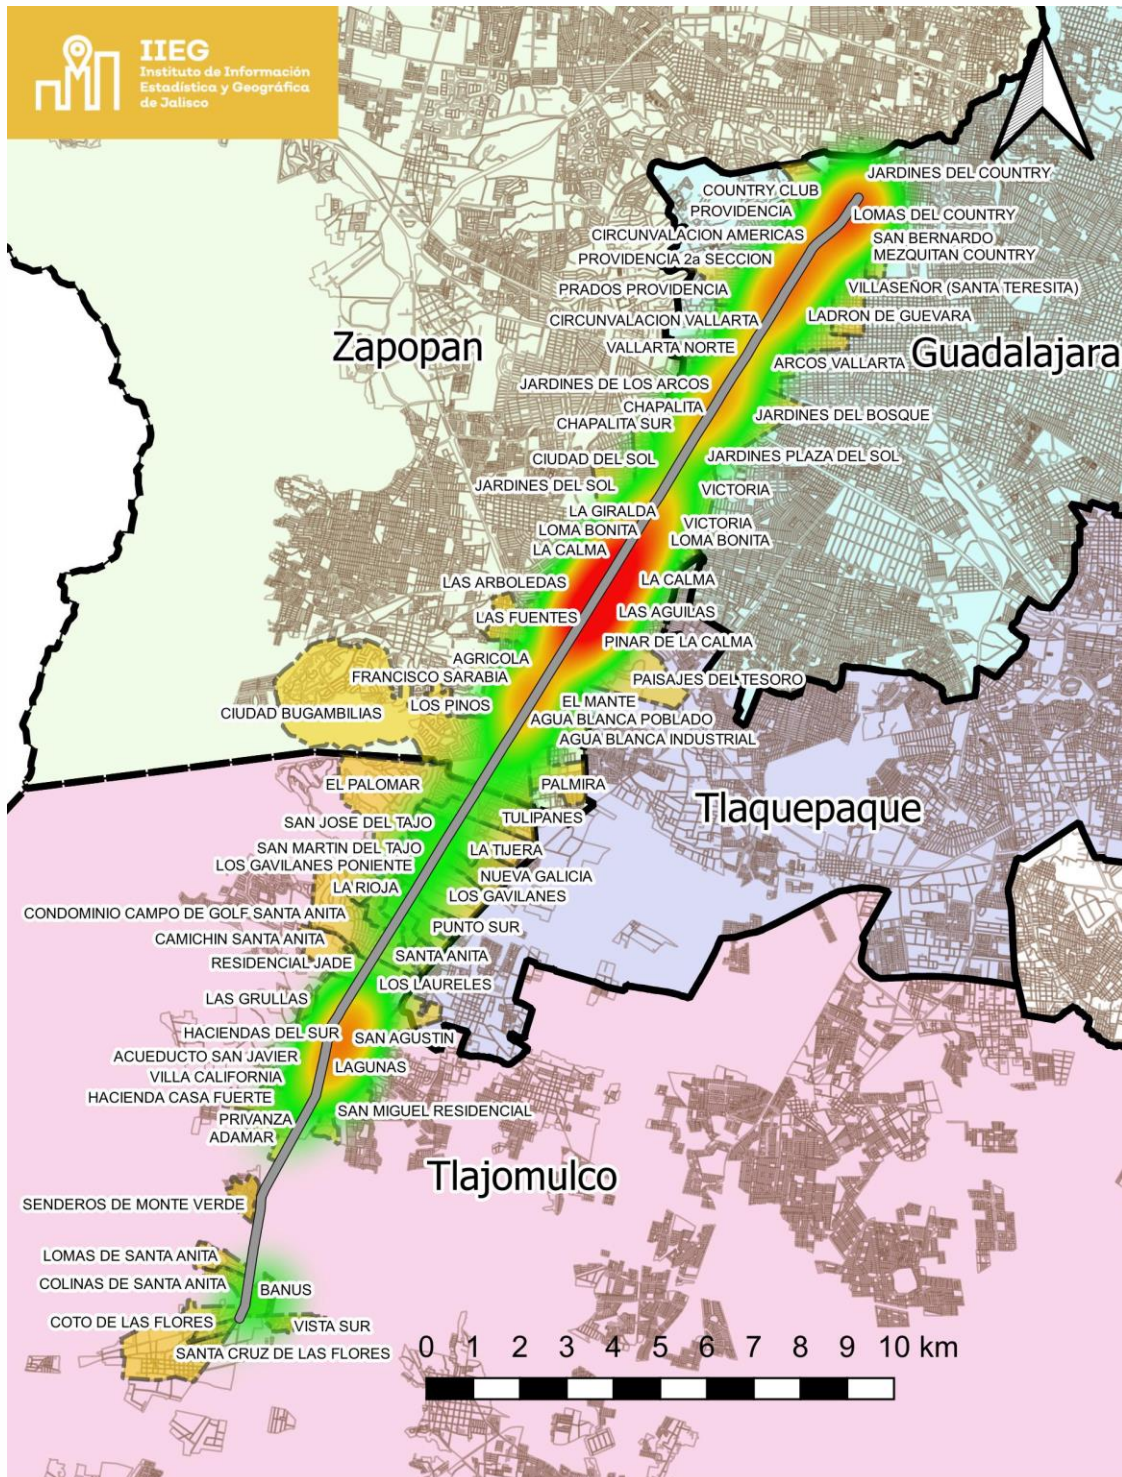 IIEG
Instituto de Información
Estadística y Geográfica
de Jalisco
JARDINES DEL COUNTRY
COUNTRY CLUB
PROVIDENCIA
LOMAS DEL COUNTRY
CIRCUNVALACION AMERICAS
SAN BERNARDO
MEZQUITAN COUNTRY
PROVIDENCIA 2a SECCION
PRADOS PROVIDENCIA
VILLASEÑOR (SANTA TERESITA)
CIRCUNVALACION VALLARTA
LADRON DE GUEVARA
Zapopan
VALLARTA NORTE
Guadalajara
ARCOS VALLARTA
JARDINES DE LOS ARCOS
CHAPALITA
JARDINES DEL BOSQUE
CHAPALITA SUR
CIUDAD DEL SOL
JARDINES PLAZA DEL SOL
JARDINES DEL SOL
VICTORIA
LA GIRALDA
LOMA BONITA
VICTORIA
LOMA BONITA
LA CALMA
LAS ARBOLEDAS
LA CALMA
LAS FUENTES
LAS AGUILAS
PINAR DE LA CALMA
AGRICOLA
FRANCISCO SARABIA
PAISAJES DEL TESORO
LOS PINOS
EL MANTE
CIUDAD BUGAMBILIAS
AGUA BLANCA POBLADO
AGUA BLANCA INDUSTRIAL
EL PALOMAR
PALMIRA
Tlaquepaque
SAN JOSE DEL TAJO
TULIPANES
SAN MARTIN DEL TAJO
LA TIJERA
LOS GAVILANES PONIENTE
NUEVA GALICIA
LA RIOJA
LOS GAVILANES
CONDOMINIO CAMPO DE GOLF SANTA ANITA
PUNTO SUR
CAMICHIN SANTA ANITA
SANTA ANITA
RESIDENCIAL JADE
LOS LAURELES
LAS GRULLAS
HACIENDAS DEL SUR
SAN AGUSTIN
ACUEDUCTO SAN JAVIER
LAGUNAS
VILLA CALIFORNIA
HACIENDA CASA FUERTE
SAN MIGUEL RESIDENCIAL
PRIVANZA
ADAMAR
Tlajomulco
SENDEROS DE MONTE VERDE
LOMAS DE SANTA ANITA
COLINAS DE SANTA ANITA
BANUS
COTO DE LAS FLORES
VISTA SUR
SANTA CRUZ DE LAS FLORES
0 1 2 3 4 5 6 7 8 9 10 km